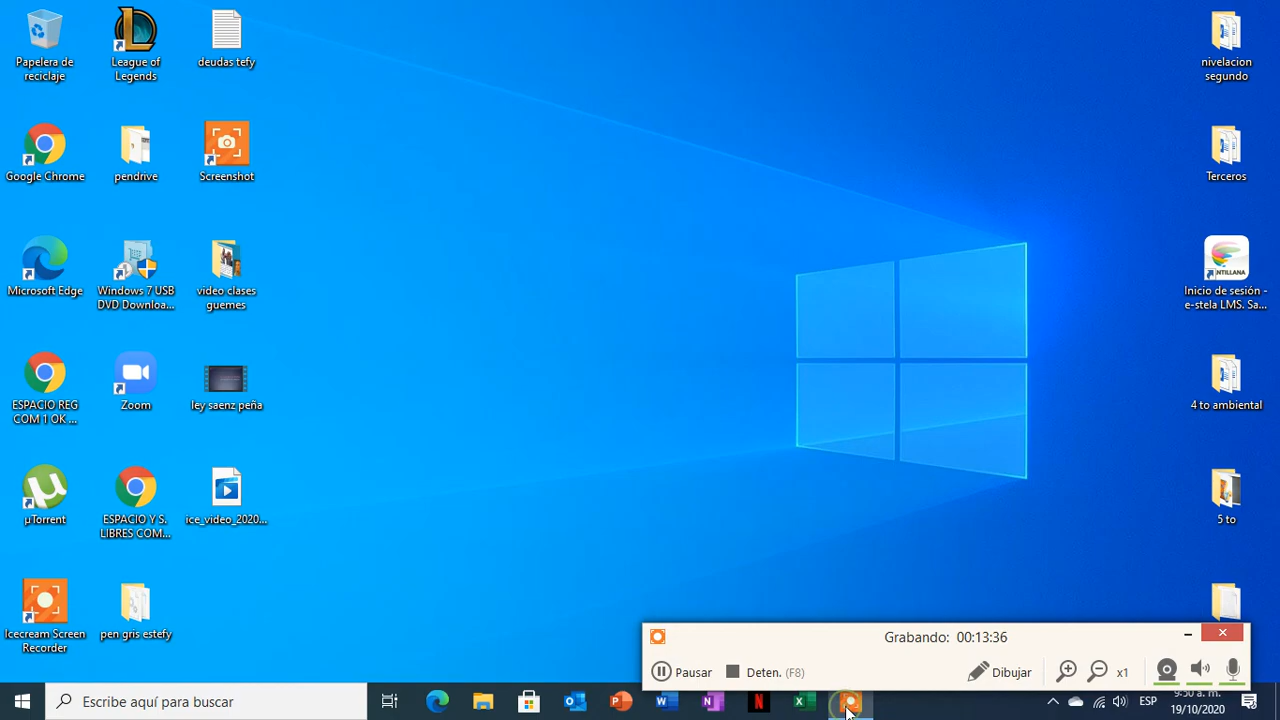 Papelera de
reciclaje
League of
Legends
deudas tefy
nivelacion
segundo
Google Chrome
pendrive
Screenshot
Terceros
Microsoft Edge
Windows 7 USB
DVD Downloa...
video clases
guemes
NTILLANA
Inicio de sesión -
e-stela LMS. Sa...
ESPACIO REG
COM 1 OK ...
Zoom
ley saenz peña
4 to ambiental
µTorrent
ESPACIO Y S.
LIBRES COM...
ice_video_2020...
5 to
Icecream Screen
Recorder
pen gris estefy
Grabando: 00:13:36
Pausar
Deten. (F8)
Dibujar
x1
Escribe aquí para buscar
ESP
9:50 a. m.
19/10/2020